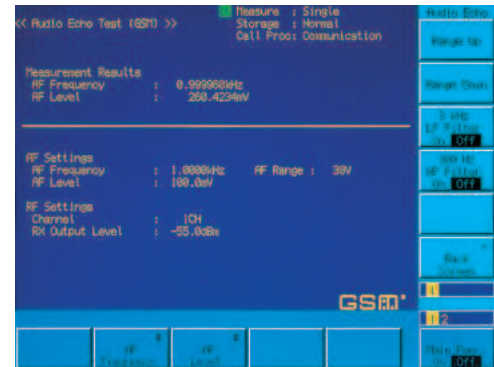 << Audio Echo Test (GSM) >>
Measure : Single
Storage : Normal
Call Proc: Communication
Measurement Results
AF Frequency : 0.999980kHz
AF Level : 260.4234mV
AF Settings
AF Frequency : 1.0000kHz AF Range : 30V
AF Level : 100.0mV
RF Settings
Channel : 1CH
RX Output Level : -55.0dBm
GSM
Audio Echo
Range Up
Range Down
3 kHz
LP Filter
On Off
300 Hz
HP Filter
On Off
Back
Screen
1
1 2
AF
Frequency
AF
Level
Main Func
On Off